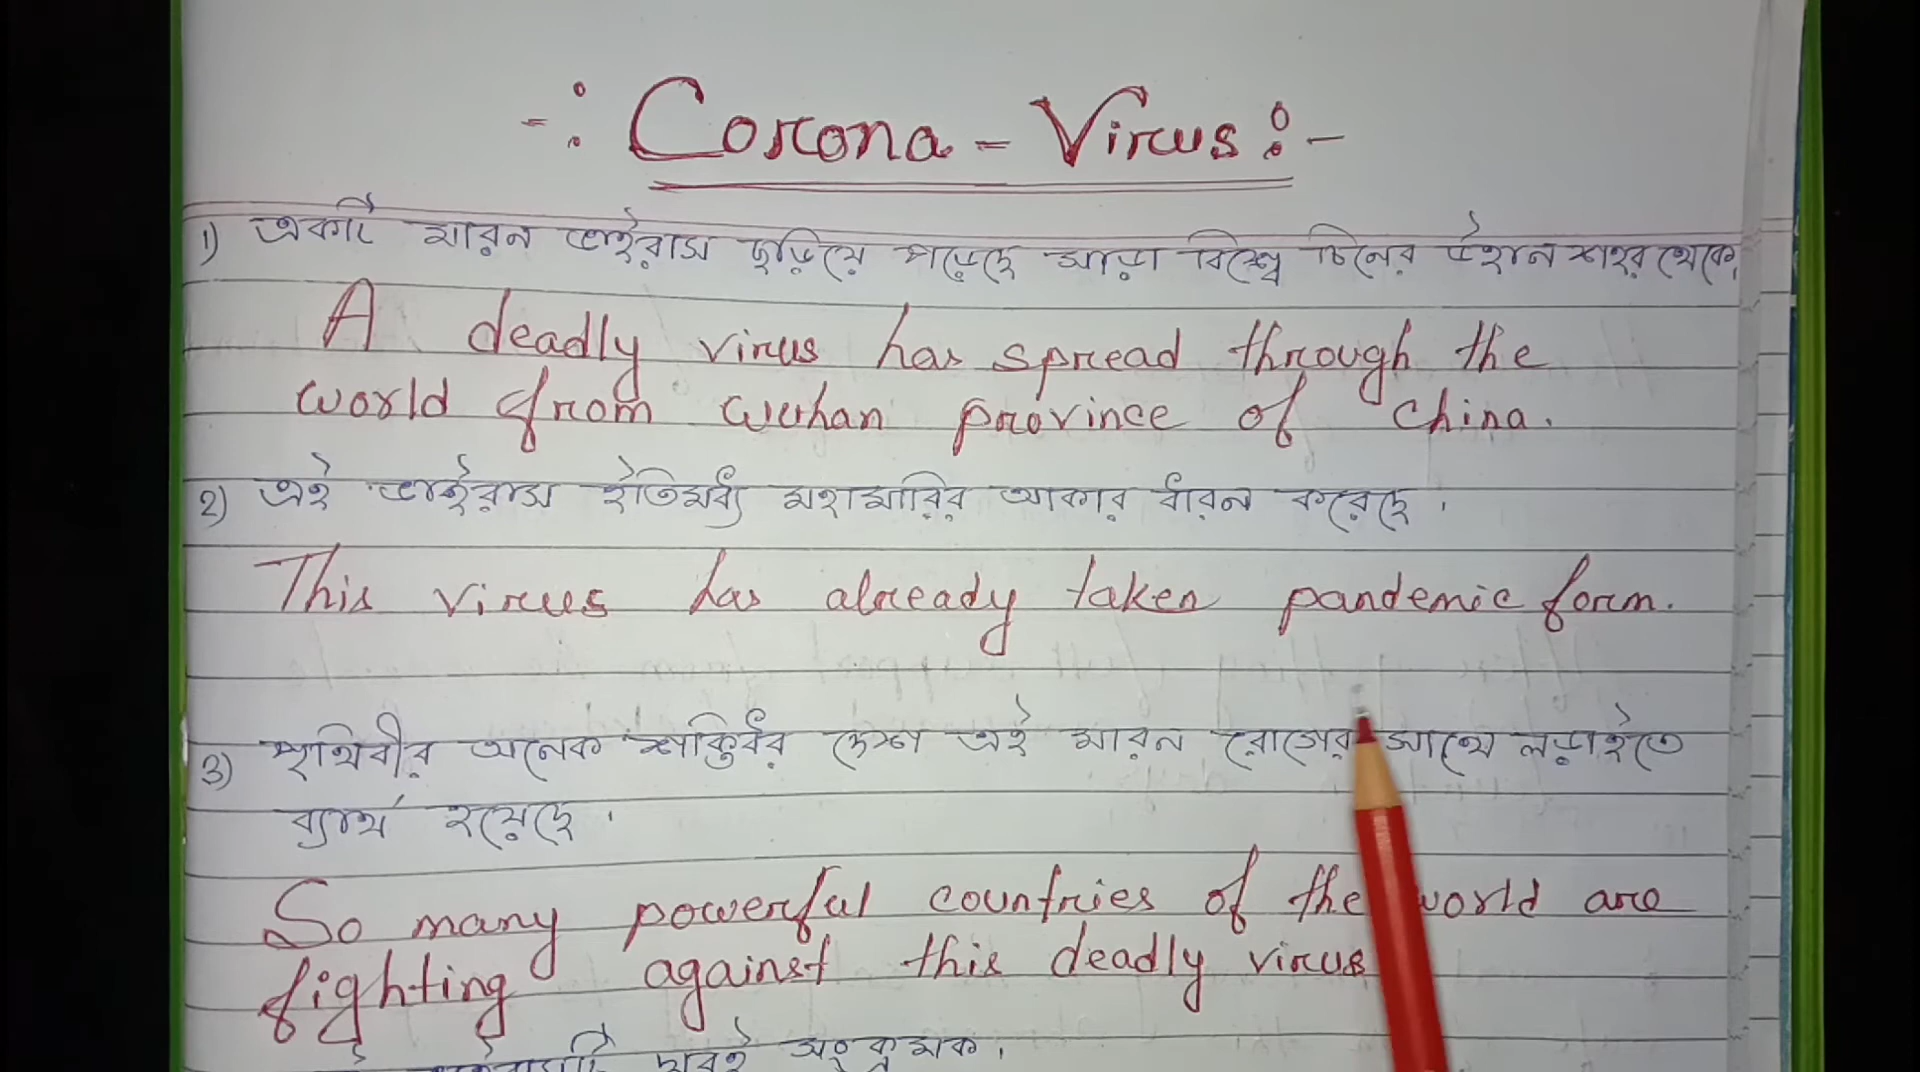 -: Corona - Virus :-
1) একটি মারন ভাইরাস ছড়িয়ে পড়েছে সারা বিশ্বে চিনের উহান শহর থেকে,
A deadly virus has spread through the
world from wuhan province of China.
2) এই ভাইরাস ইতিমধ্যে মহামারির আকার ধারন করেছে.
This virus has already taken pandemic form.
3) পৃথিবীর অনেক শক্তিধর দেশ এই মারন রোগের সাথে লড়াইতে
ব্যার্থ হয়েছে.
So many powerful countries of the world are
fighting against this deadly virus
সংক্রামক.